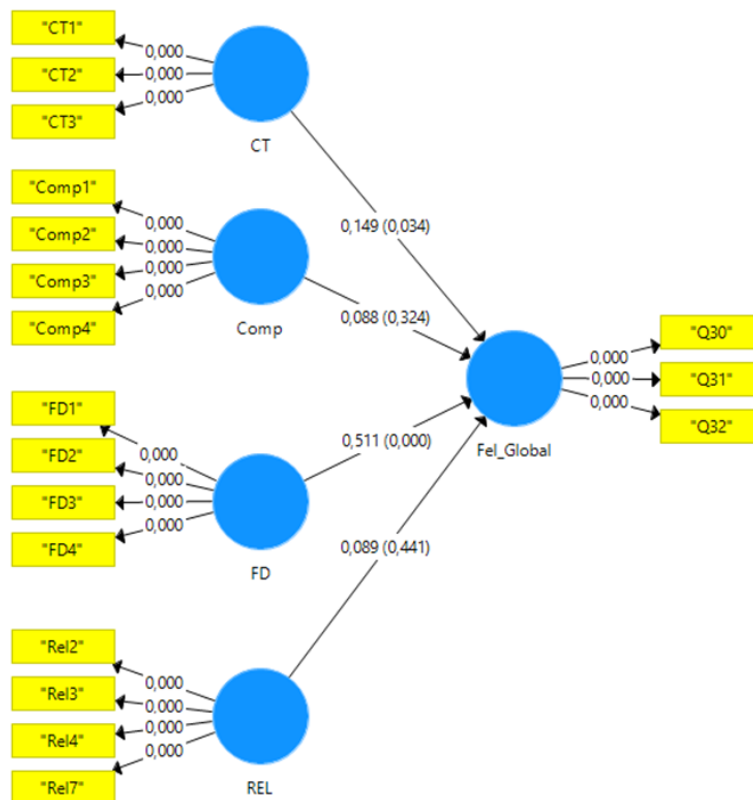 "CT1"
0,000
"CT2"
0,000
"CT3"
0,000
CT
0,149 (0,034)
"Comp1"
0,000
"Comp2"
0,000
"Comp3"
0,000
"Comp4"
0,000
Comp
0,088 (0,324)
"FD1"
0,000
"FD2"
0,000
"FD3"
0,000
"FD4"
0,000
FD
0,511 (0,000)
"Rel2"
0,000
"Rel3"
0,000
"Rel4"
0,000
"Rel7"
0,000
REL
0,089 (0,441)
Fel_Global
0,000
"Q30"
0,000
"Q31"
0,000
"Q32"